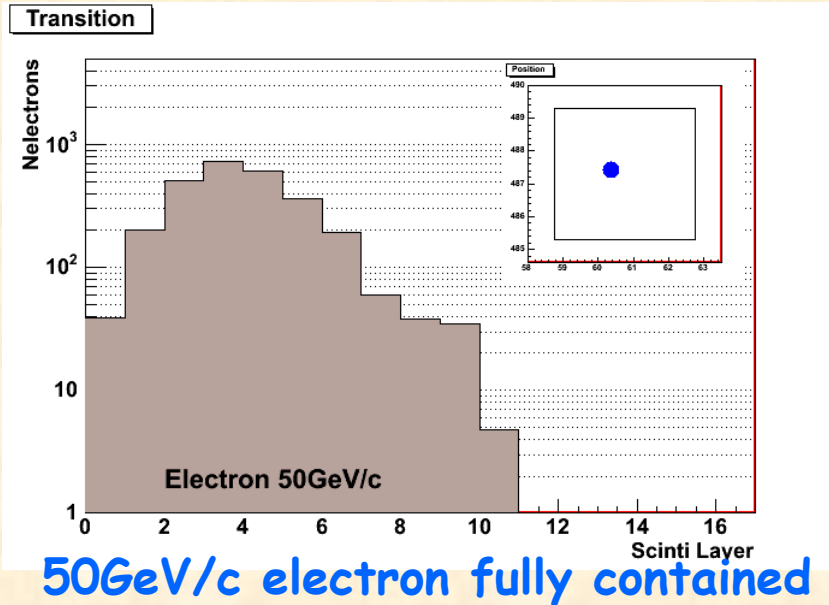 Transition
Nelectrons
10³
10²
10
1
0 2 4 6 8 10 12 14 16
Scinti Layer
Electron 50GeV/c
Position
490
489
488
487
486
485
58 59 60 61 62 63
50GeV/c electron fully contained